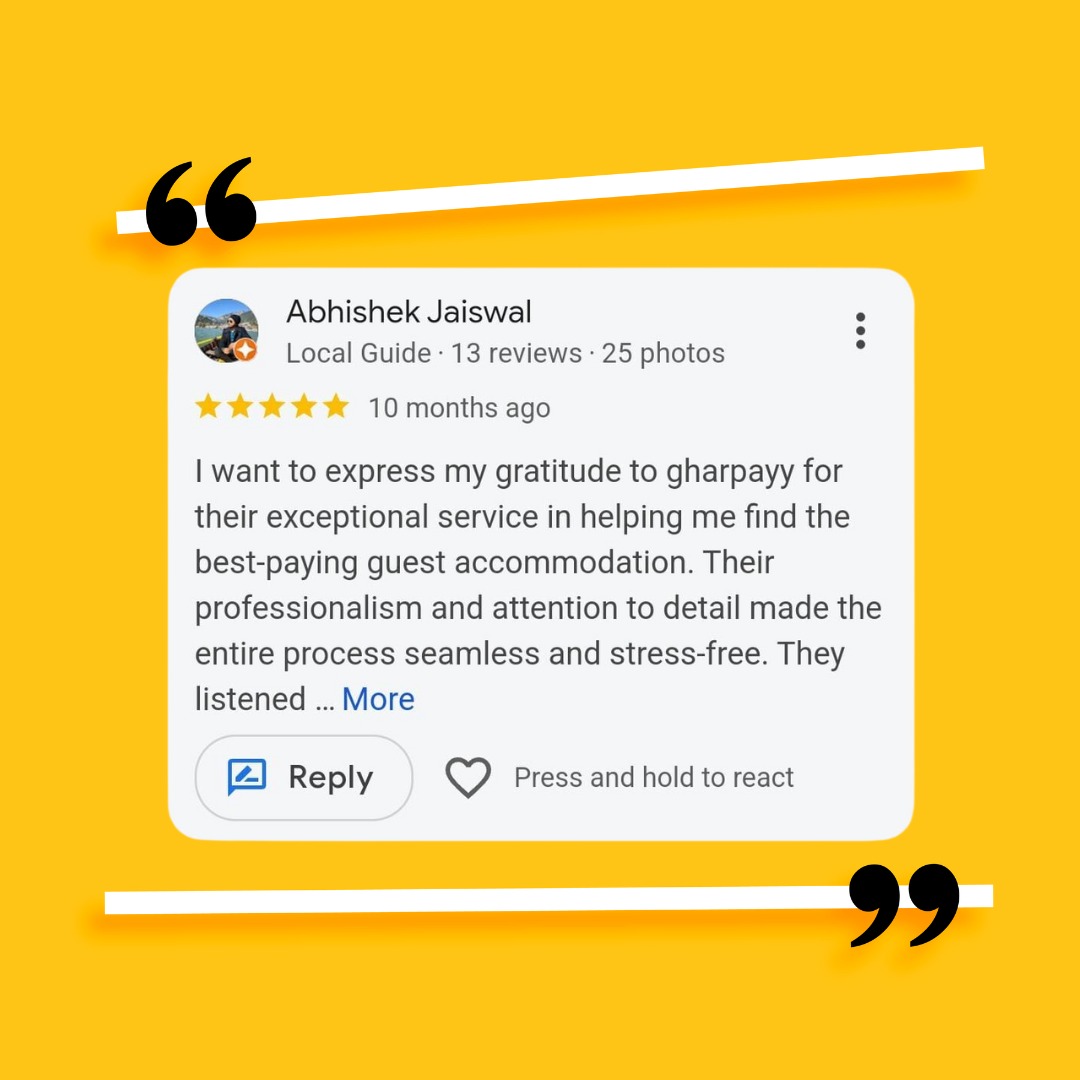 “
Abhishek Jaiswal
Local Guide · 13 reviews · 25 photos
10 months ago
I want to express my gratitude to gharpayy for
their exceptional service in helping me find the
best-paying guest accommodation. Their
professionalism and attention to detail made the
entire process seamless and stress-free. They
listened ... More
Reply
Press and hold to react
”